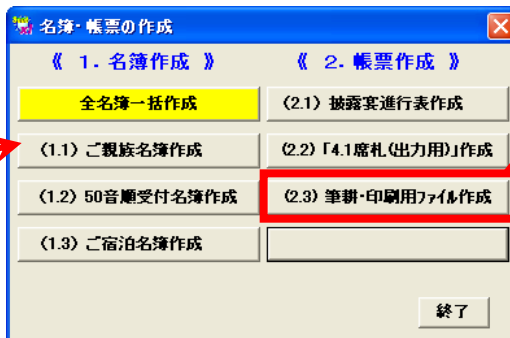 名簿・帳票の作成
《 1．名簿作成 》
《 2．帳票作成 》
全名簿一括作成
(1.1) ご親族名簿作成
(1.2) 50音順受付名簿作成
(1.3) ご宿泊名簿作成
(2.1) 披露宴進行表作成
(2.2)「4.1席札(出力用)」作成
(2.3) 筆耕・印刷用ファイル作成
終了